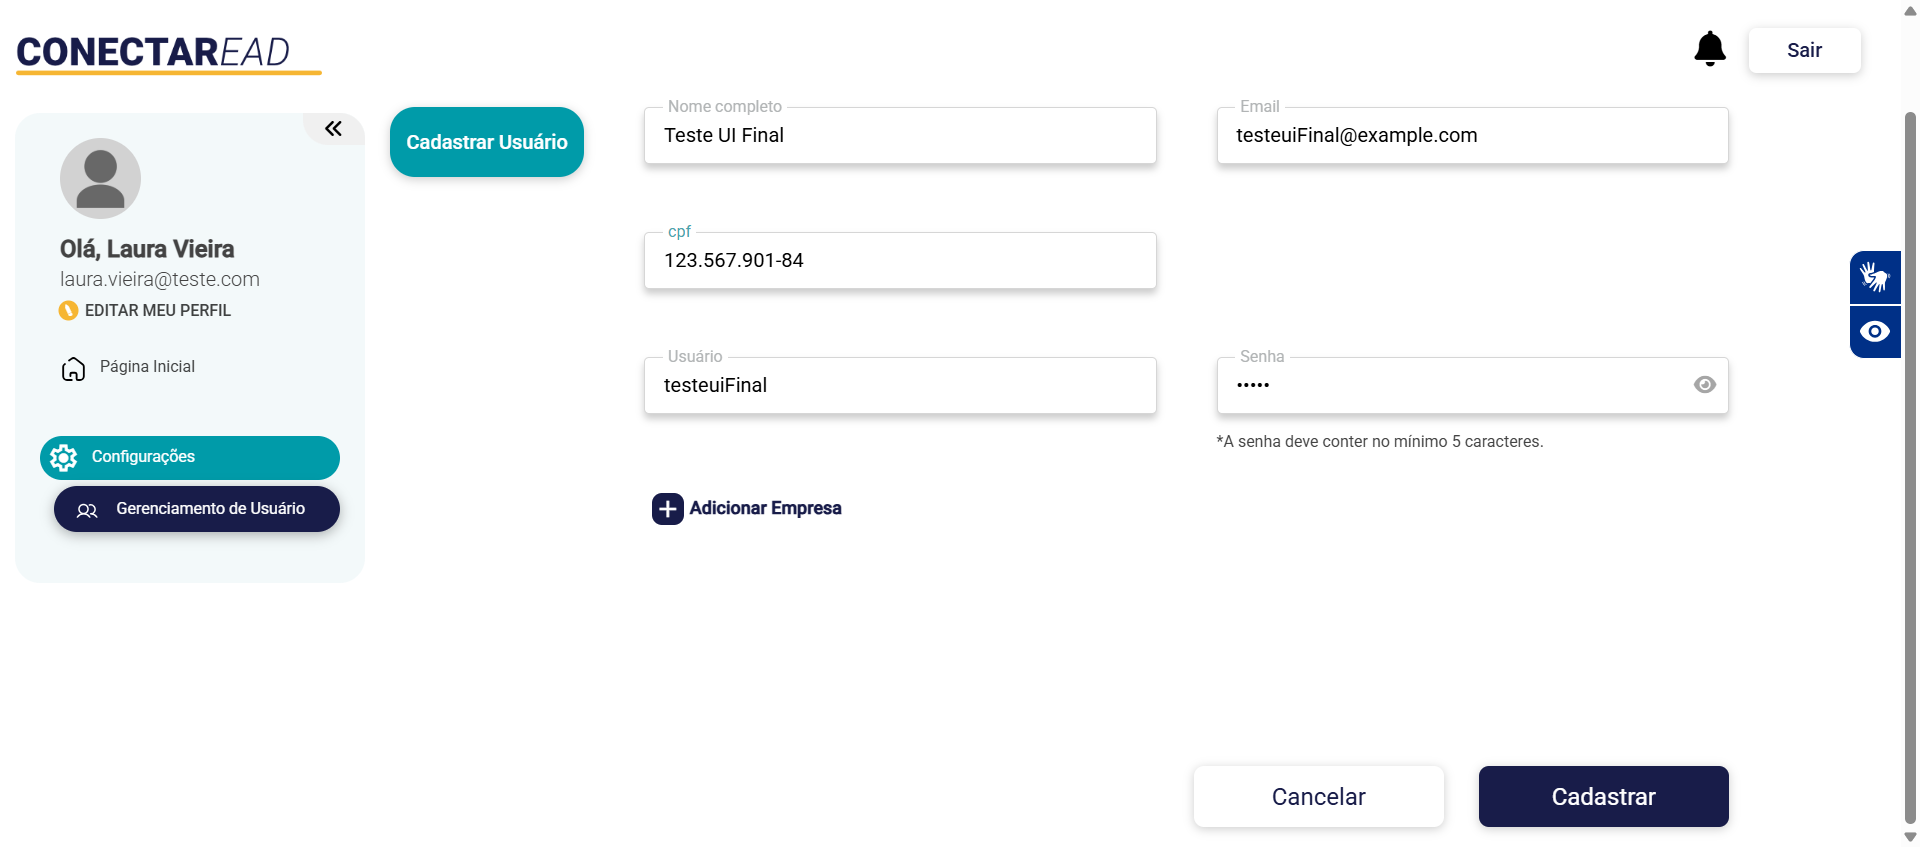 CONECTAREAD
Sair
Olá, Laura Vieira
laura.vieira@teste.com
EDITAR MEU PERFIL
Página Inicial
Configurações
Gerenciamento de Usuário
Cadastrar Usuário
Nome completo
Teste UI Final
Email
testeuiFinal@example.com
cpf
123.567.901-84
Usuário
testeuiFinal
Senha
•••••
*A senha deve conter no mínimo 5 caracteres.
Adicionar Empresa
Cancelar
Cadastrar